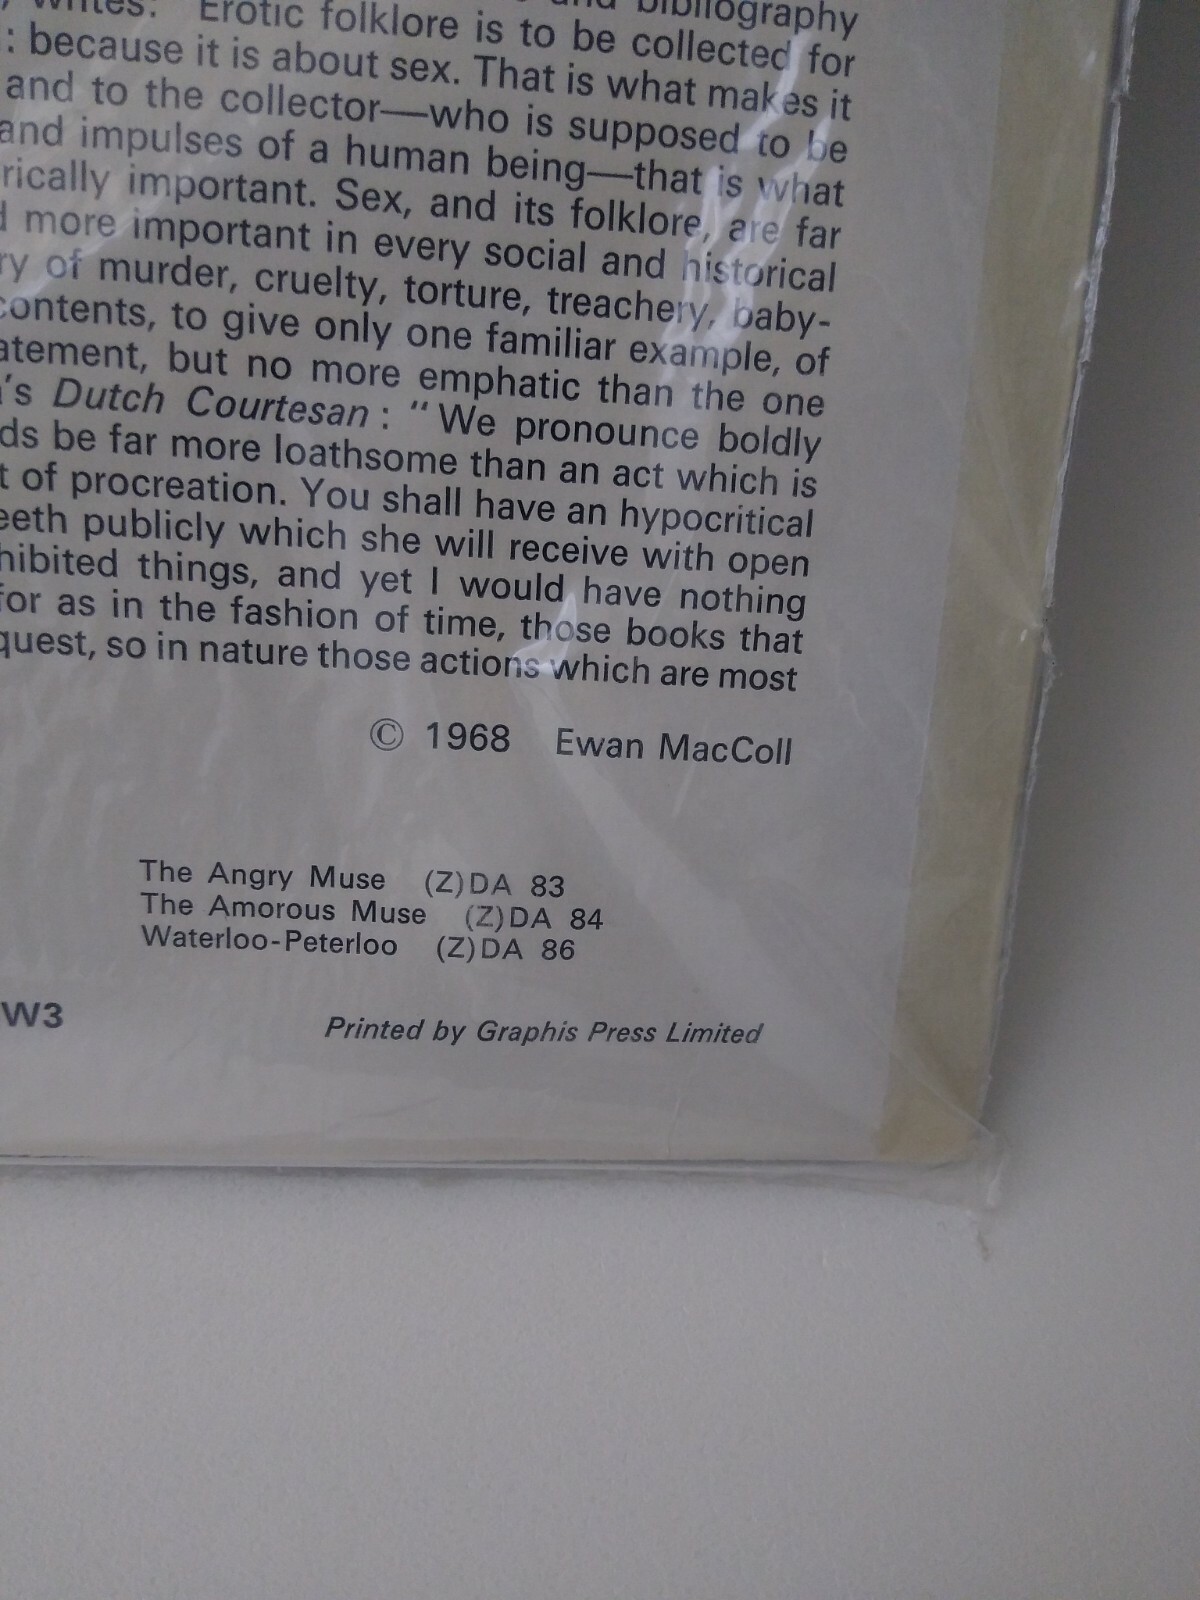 writes: "Erotic folklore is to be collected for
: because it is about sex. That is what makes it
and to the collector—who is supposed to be
and impulses of a human being—that is what
rically important. Sex, and its folklore, are far
more important in every social and historical
ry of murder, cruelty, torture, treachery, baby-
contents, to give only one familiar example, of
atement, but no more emphatic than the one
's Dutch Courtesan : "We pronounce boldly
ds be far more loathsome than an act which is
t of procreation. You shall have an hypocritical
eeth publicly which she will receive with open
hibited things, and yet I would have nothing
for as in the fashion of time, those books that
quest, so in nature those actions which are most
© 1968 Ewan MacColl
The Angry Muse (Z)DA 83
The Amorous Muse (Z)DA 84
Waterloo-Peterloo (Z)DA 86
W3
Printed by Graphis Press Limited